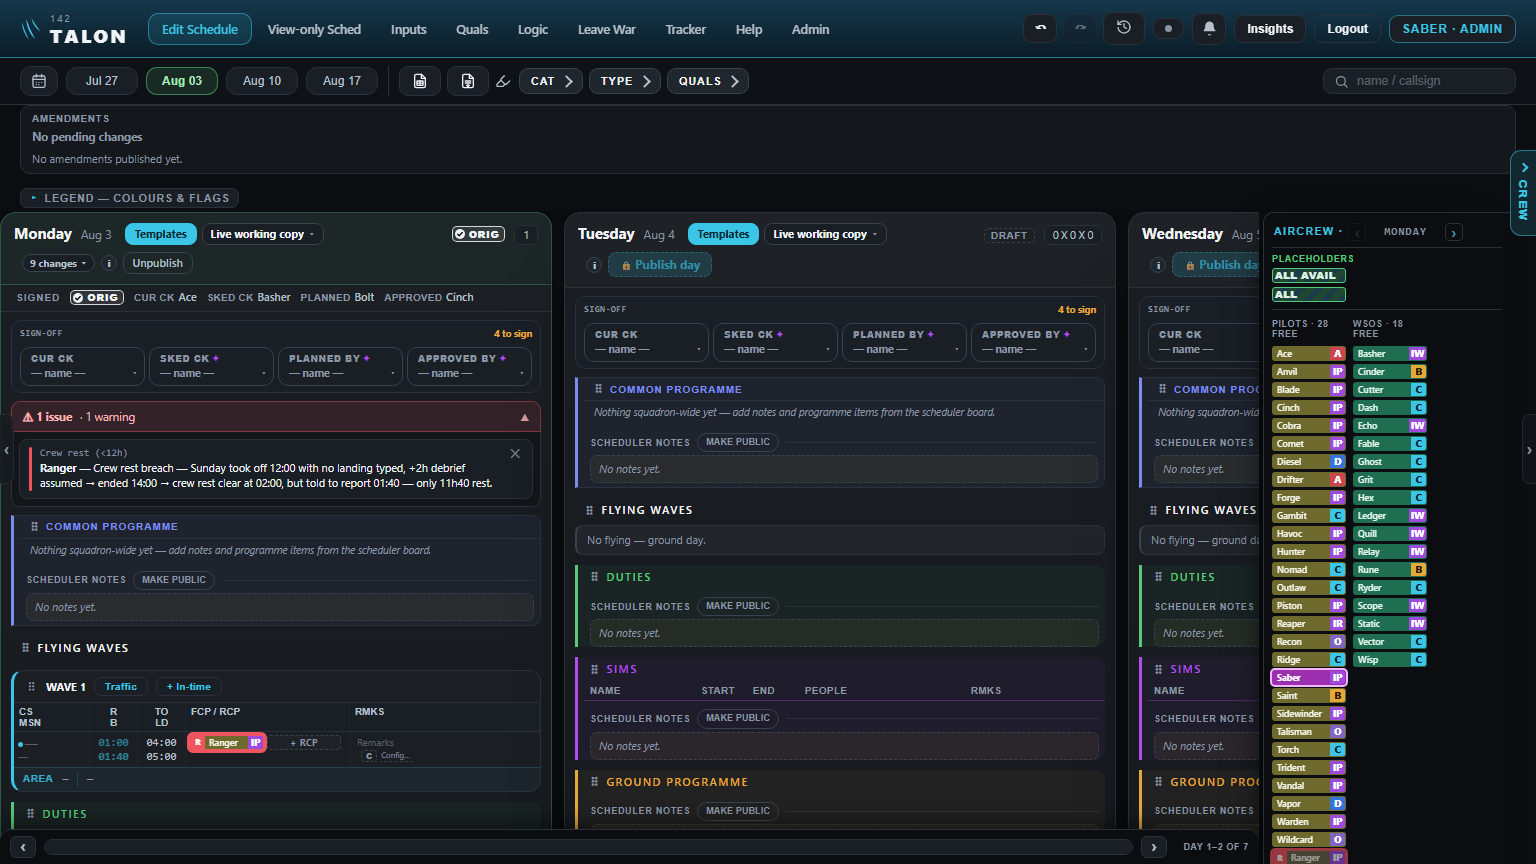 142
TALON
Edit Schedule
View-only Sched
Inputs
Quals
Logic
Leave War
Tracker
Help
Admin
Insights
Logout
SABER · ADMIN
Jul 27
Aug 03
Aug 10
Aug 17
CAT
TYPE
QUALS
name / callsign
AMENDMENTS
No pending changes
No amendments published yet.
LEGEND — COLOURS & FLAGS
CREW
Monday Aug 3 Templates Live working copy ORIG 1
9 changes i Unpublish
SIGNED ORIG CUR CK Ace SKED CK Basher PLANNED Bolt APPROVED Cinch
SIGN-OFF 4 to sign
CUR CK SKED CK PLANNED BY APPROVED BY
— name — — name — — name — — name —
1 issue · 1 warning
Crew rest (<12h)
Ranger — Crew rest breach — Sunday took off 12:00 with no landing typed, +2h debrief
assumed → ended 14:00 → crew rest clear at 02:00, but told to report 01:40 — only 11h40 rest.
COMMON PROGRAMME
Nothing squadron-wide yet — add notes and programme items from the scheduler board.
SCHEDULER NOTES MAKE PUBLIC
No notes yet.
FLYING WAVES
WAVE 1 Traffic + In-time
CS R TO FCP / RCP RMKS
MSN B LD
— 01:00 04:00 R Ranger IP + RCP Remarks
— 01:40 05:00 C Config...
AREA – –
DUTIES
Tuesday Aug 4 Templates Live working copy DRAFT 0X0X0
i Publish day
SIGN-OFF 4 to sign
CUR CK SKED CK PLANNED BY APPROVED BY
— name — — name — — name — — name —
COMMON PROGRAMME
Nothing squadron-wide yet — add notes and programme items from the scheduler board.
SCHEDULER NOTES MAKE PUBLIC
No notes yet.
FLYING WAVES
No flying — ground day.
DUTIES
SCHEDULER NOTES MAKE PUBLIC
No notes yet.
SIMS
NAME START END PEOPLE RMKS
SCHEDULER NOTES MAKE PUBLIC
No notes yet.
GROUND PROGRAMME
SCHEDULER NOTES MAKE PUBLIC
Wednesday Aug
i Publish day
SIGN-OFF
CUR CK
— name —
COMMON PROG
Nothing squadron-wid
SCHEDULER NOTES
No notes yet.
FLYING WAVES
No flying — ground da
DUTIES
SCHEDULER NOTES
No notes yet.
SIMS
NAME
SCHEDULER NOTES
No notes yet.
GROUND PROG
SCHEDULER NOTES
AIRCREW · MONDAY
PLACEHOLDERS
ALL AVAIL
ALL
PILOTS · 28 FREE
WSOS · 18 FREE
Ace A Basher IW
Anvil IP Cinder B
Blade IP Cutter C
Cinch IP Dash C
Cobra IP Echo IW
Comet IP Fable C
Diesel D Ghost C
Drifter A Grit C
Forge IP Hex C
Gambit C Ledger IW
Havoc IP Quill IW
Hunter IP Relay IW
Nomad C Rune B
Outlaw C Ryder C
Piston IP Scope IW
Reaper IR Static IW
Recon O Vector C
Ridge C Wisp C
Saber IP
Saint B
Sidewinder IP
Talisman O
Torch C
Trident IP
Vandal IP
Vapor D
Warden IP
Wildcard O
R Ranger IP
DAY 1–2 OF 7